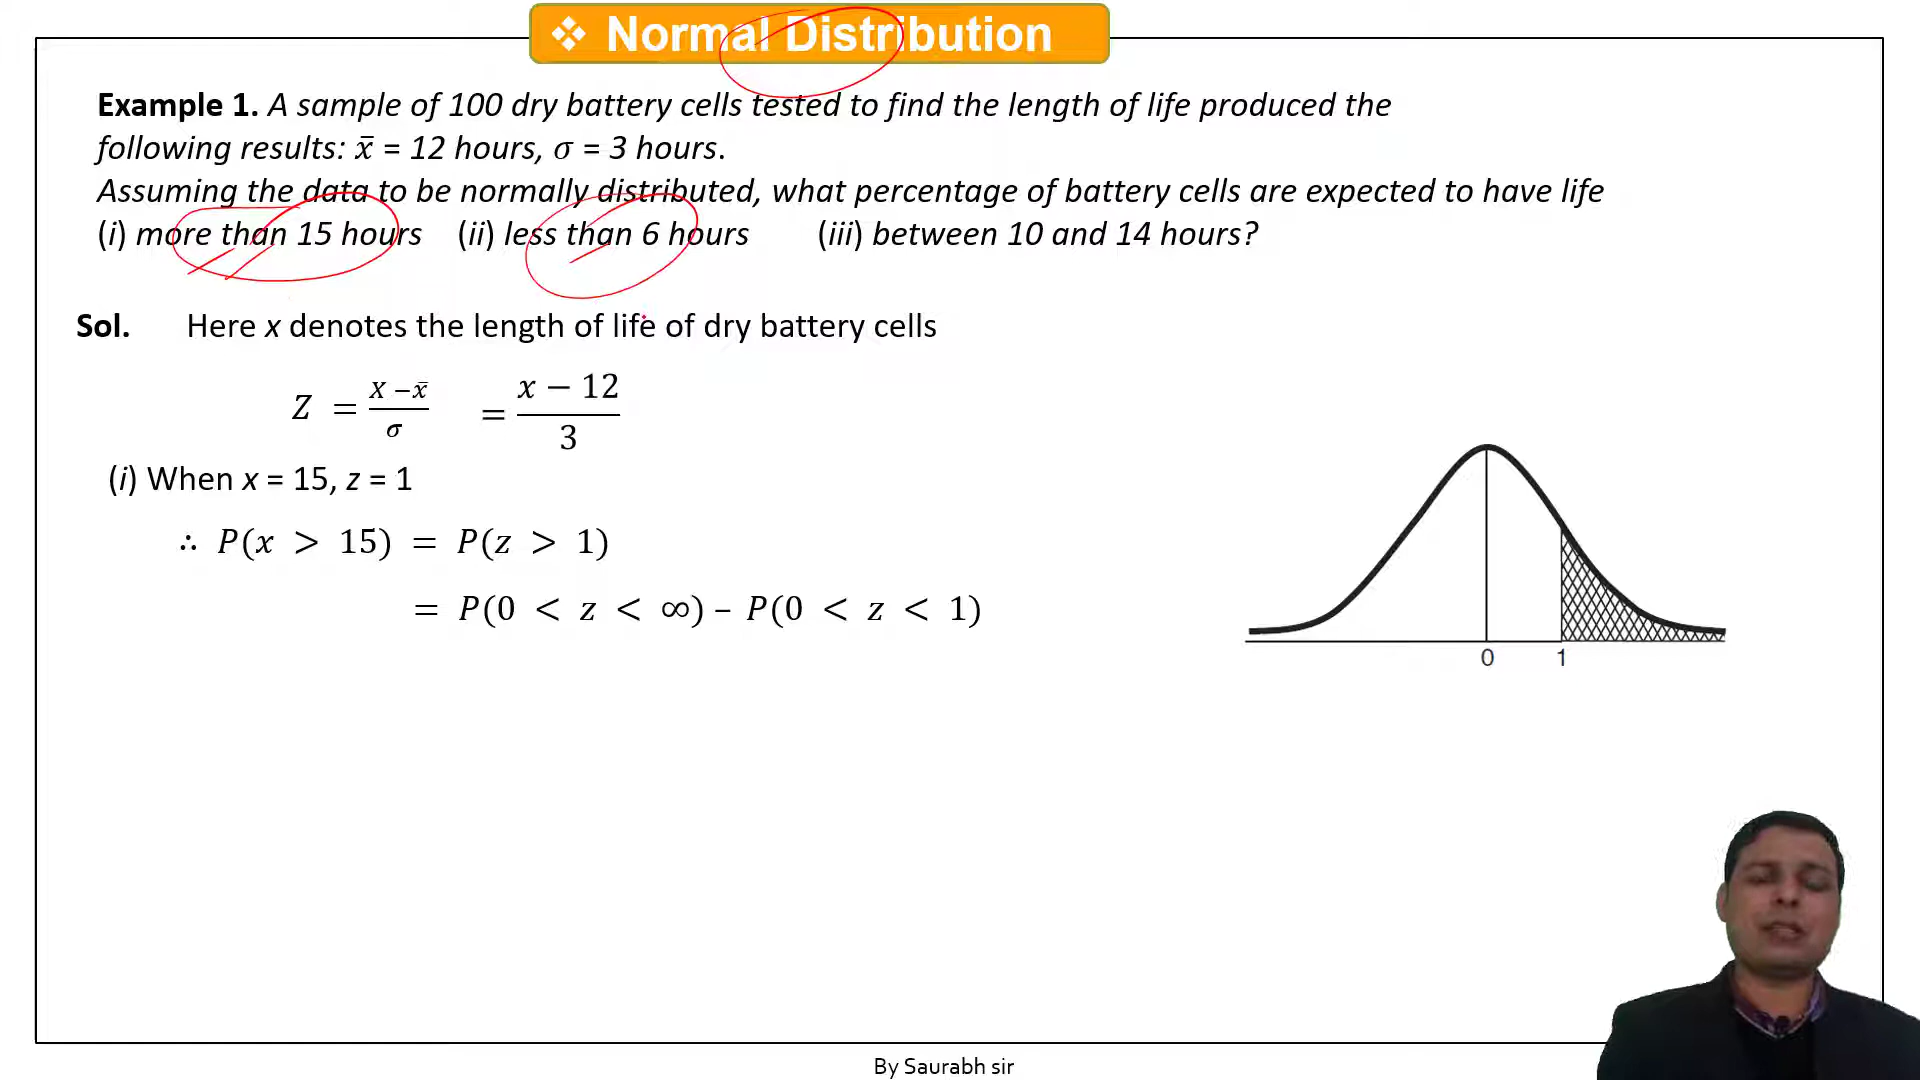 ❖ Normal Distribution
Example 1. A sample of 100 dry battery cells tested to find the length of life produced the
following results: x̄ = 12 hours, σ = 3 hours.
Assuming the data to be normally distributed, what percentage of battery cells are expected to have life
(i) more than 15 hours (ii) less than 6 hours (iii) between 10 and 14 hours?
Sol. Here x denotes the length of life of dry battery cells
Z = (X – x̄)/σ = (x − 12)/3
(i) When x = 15, z = 1
∴ P(x > 15) = P(z > 1)
= P(0 < z < ∞) – P(0 < z < 1)
0 1
By Saurabh sir